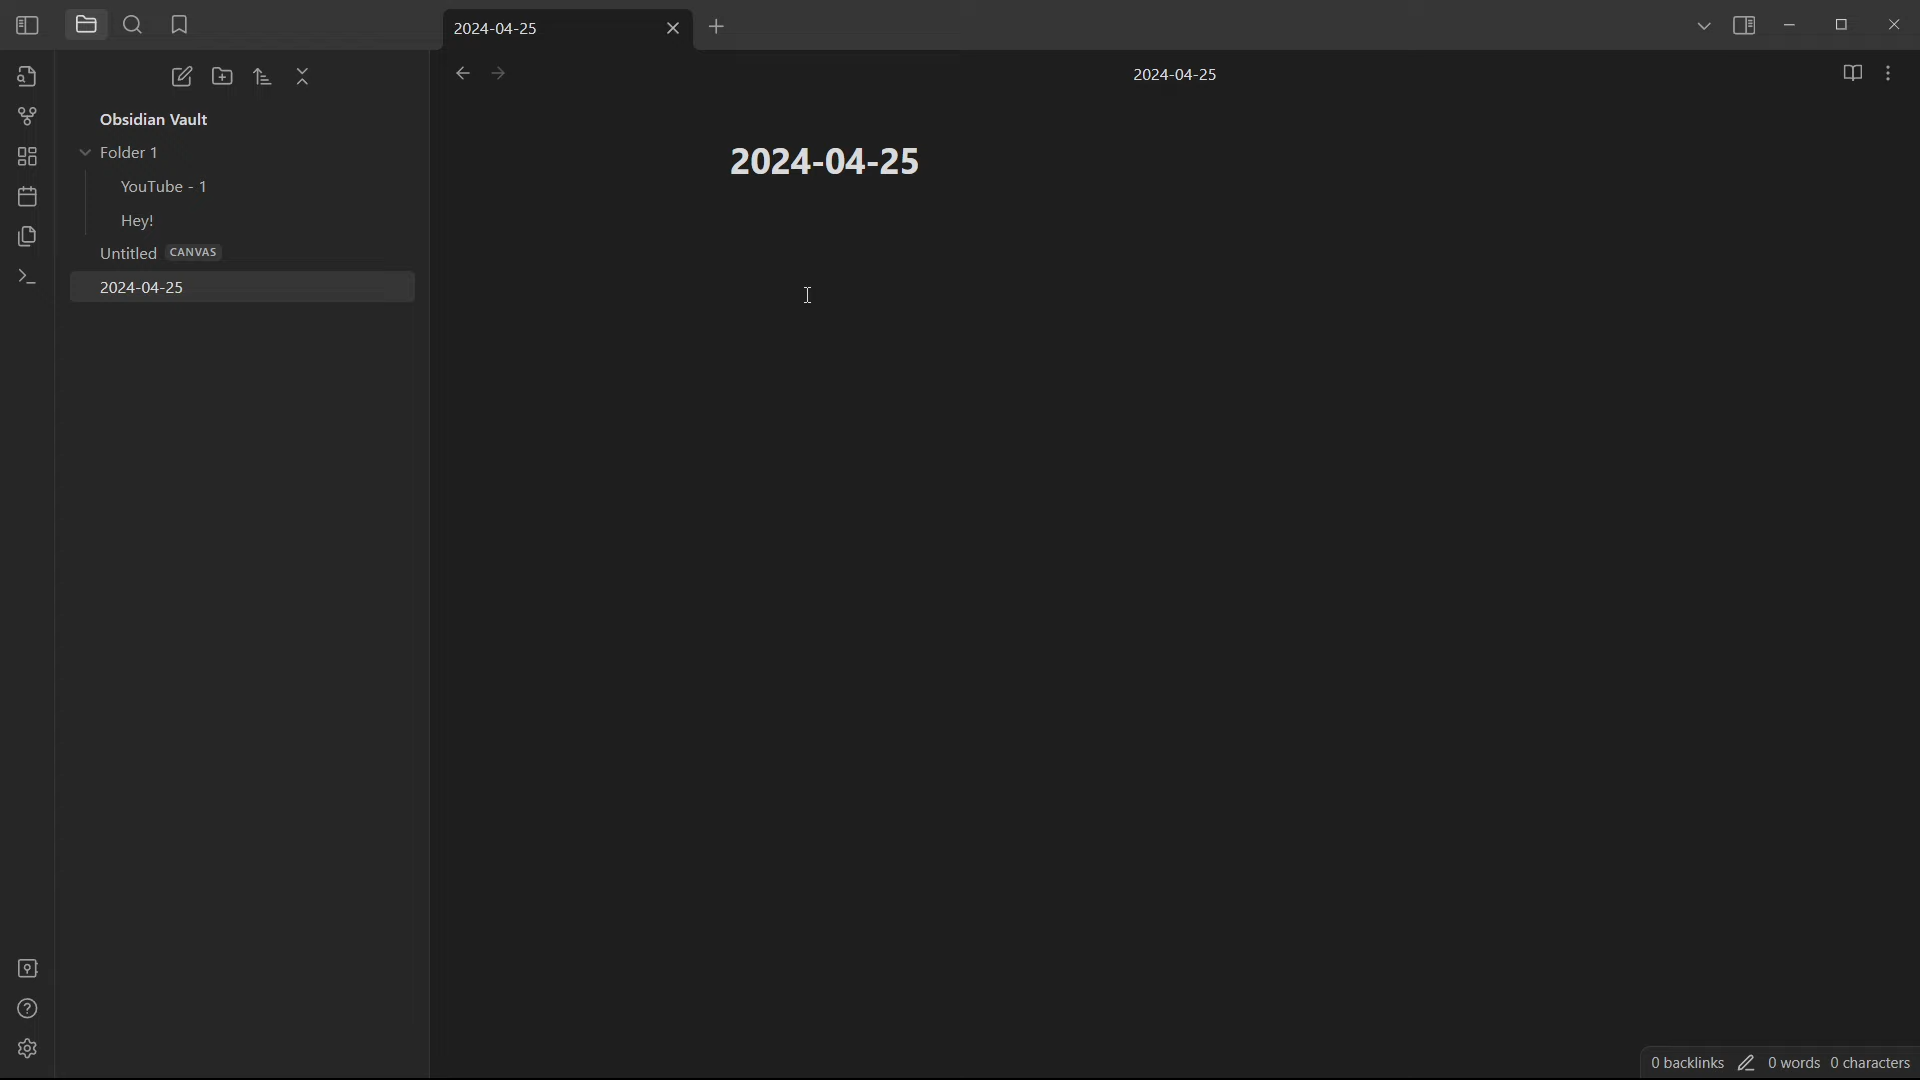 2024-04-25
2024-04-25
Obsidian Vault
Folder 1
YouTube - 1
Hey!
Untitled CANVAS
2024-04-25
2024-04-25
0 backlinks 0 words 0 characters